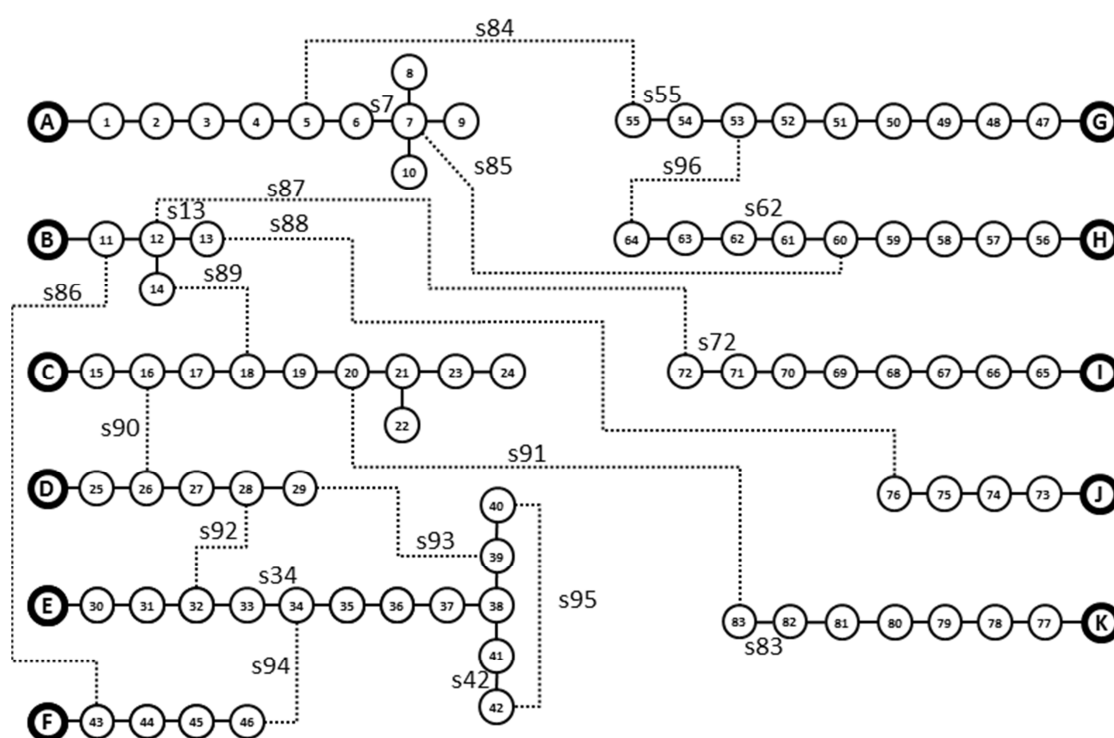 s84
8
s7
s55
A 1 2 3 4 5 6 7 9 55 54 53 52 51 50 49 48 47 G
10
s85
s96
s87
s13
s88
s62
B 11 12 13 64 63 62 61 60 59 58 57 56 H
s89
14
s86
s72
C 15 16 17 18 19 20 21 23 24 72 71 70 69 68 67 66 65 I
22
s90
s91
D 25 26 27 28 29 76 75 74 73 J
40
s92
s93
39
s34
s95
E 30 31 32 33 34 35 36 37 38 83 82 81 80 79 78 77 K
s83
41
s94
s42
42
F 43 44 45 46